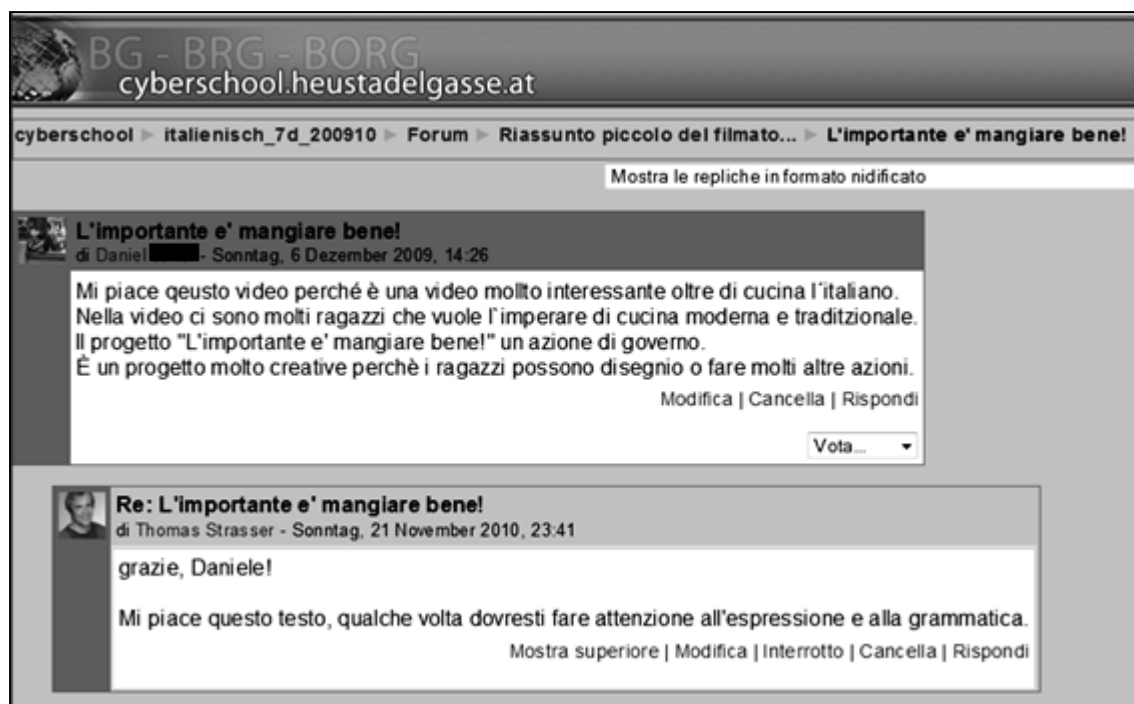 BG - BRG - BORG
cyberschool.heustadelgasse.at
cyberschool ► italienisch_7d_200910 ► Forum ► Riassunto piccolo del filmato... ► L'importante e' mangiare bene!
Mostra le repliche in formato nidificato
L'importante e' mangiare bene!
di Daniel - Sonntag, 6 Dezember 2009, 14:26
Mi piace qeusto video perché è una video mollto interessante oltre di cucina l´italiano.
Nella video ci sono molti ragazzi che vuole l`imperare di cucina moderna e traditzionale.
Il progetto "L'importante e' mangiare bene!" un azione di governo.
È un progetto molto creative perchè i ragazzi possono disegnio o fare molti altre azioni.
Modifica | Cancella | Rispondi
Vota...
Re: L'importante e' mangiare bene!
di Thomas Strasser - Sonntag, 21 November 2010, 23:41
grazie, Daniele!
Mi piace questo testo, qualche volta dovresti fare attenzione all'espressione e alla grammatica.
Mostra superiore | Modifica | Interrotto | Cancella | Rispondi